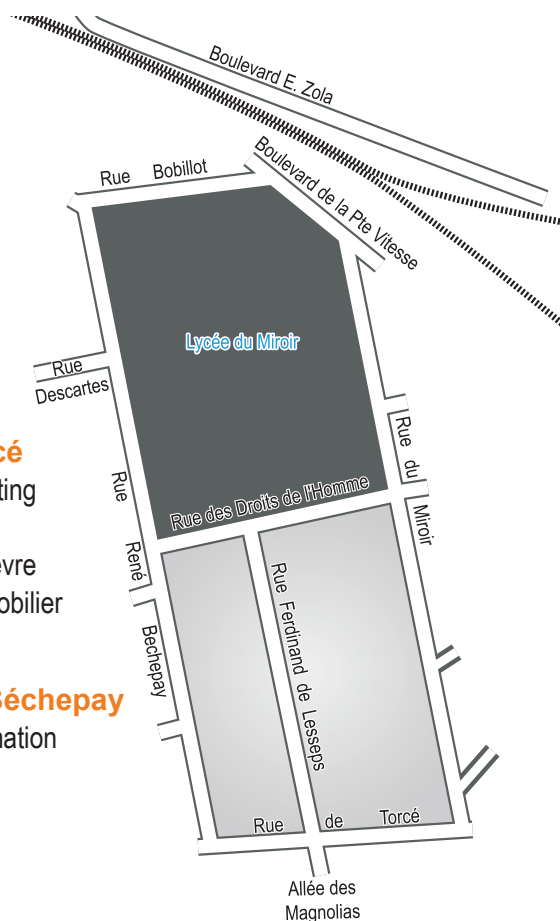 Boulevard E. Zola
Rue Bobillot
Boulevard de la Pte Vitesse
Lycée du Miroir
Rue
Descartes
Rue René Bechepay
Rue du Miroir
Rue des Droits de l'Homme
Rue Ferdinand de Lesseps
cé
ting
èvre
obilier
Béchepay
nation
Rue de Torcé
Allée des
Magnolias